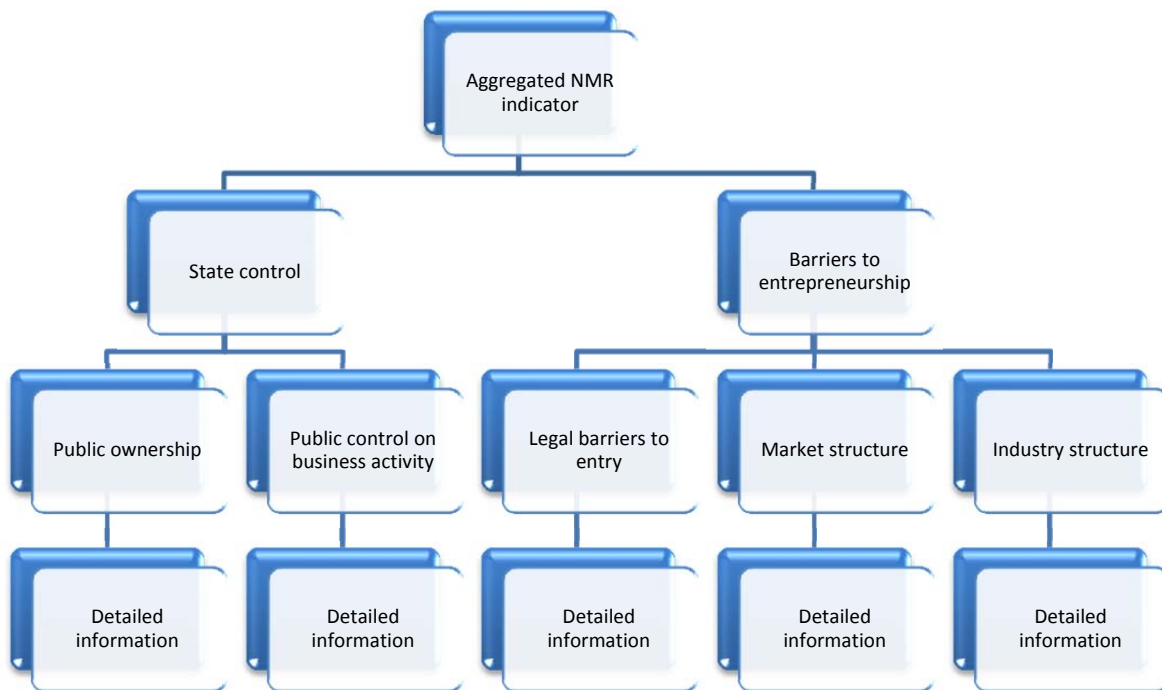 Aggregated NMR
indicator
State control
Barriers to
entrepreneurship
Public ownership
Public control on
business activity
Legal barriers to
entry
Market structure
Industry structure
Detailed
information
Detailed
information
Detailed
information
Detailed
information
Detailed
information